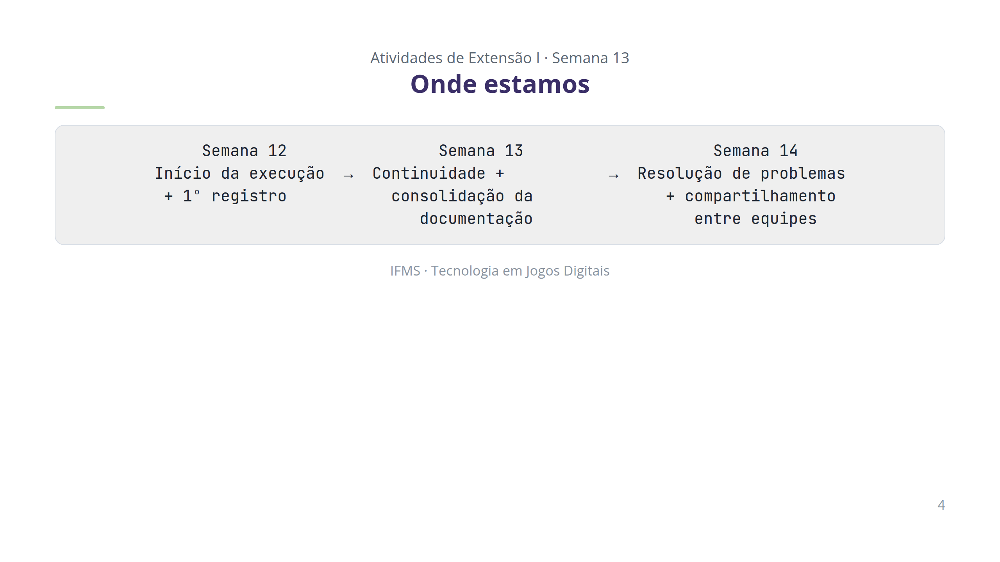 Atividades de Extensão I · Semana 13
Onde estamos
Semana 12 Semana 13 Semana 14
Início da execução → Continuidade + → Resolução de problemas
+ 1º registro consolidação da + compartilhamento
documentação entre equipes
IFMS · Tecnologia em Jogos Digitais
4